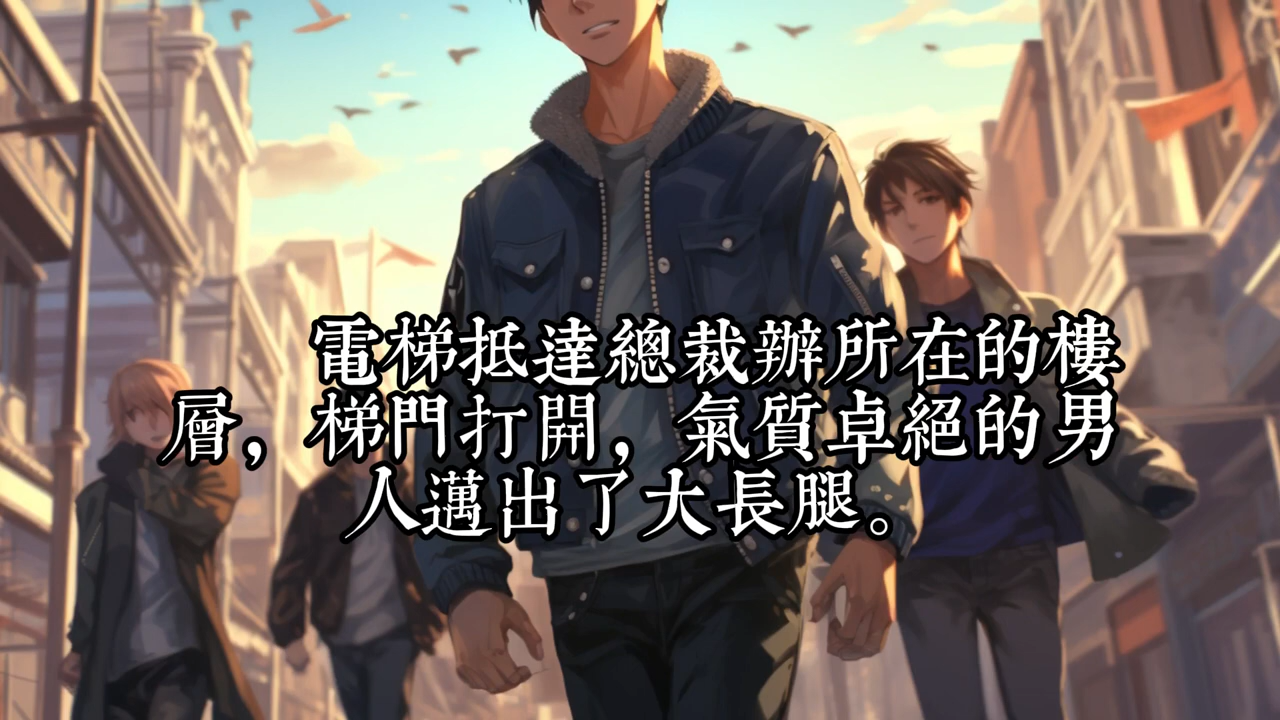 電梯抵達總裁辦所在的樓
層，梯門打開，氣質卓絕的男
人邁出了大長腿。